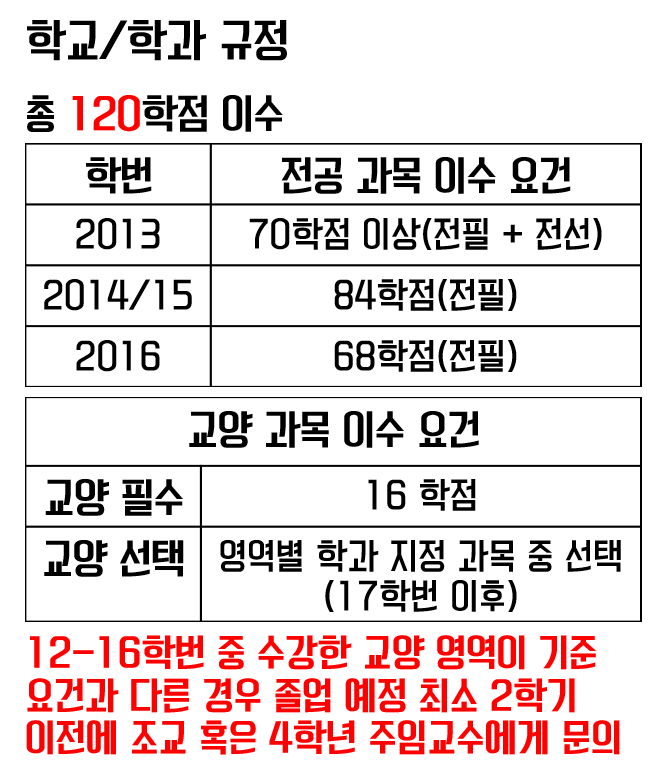 학교/학과 규정
총 120학점 이수
학번 전공 과목 이수 요건
2013 70학점 이상(전필 + 전선)
2014/15 84학점(전필)
2016 68학점(전필)
교양 과목 이수 요건
교양 필수 16 학점
교양 선택 영역별 학과 지정 과목 중 선택
(17학번 이후)
12-16학번 중 수강한 교양 영역이 기준
요건과 다른 경우 졸업 예정 최소 2학기
이전에 조교 혹은 4학년 주임교수에게 문의